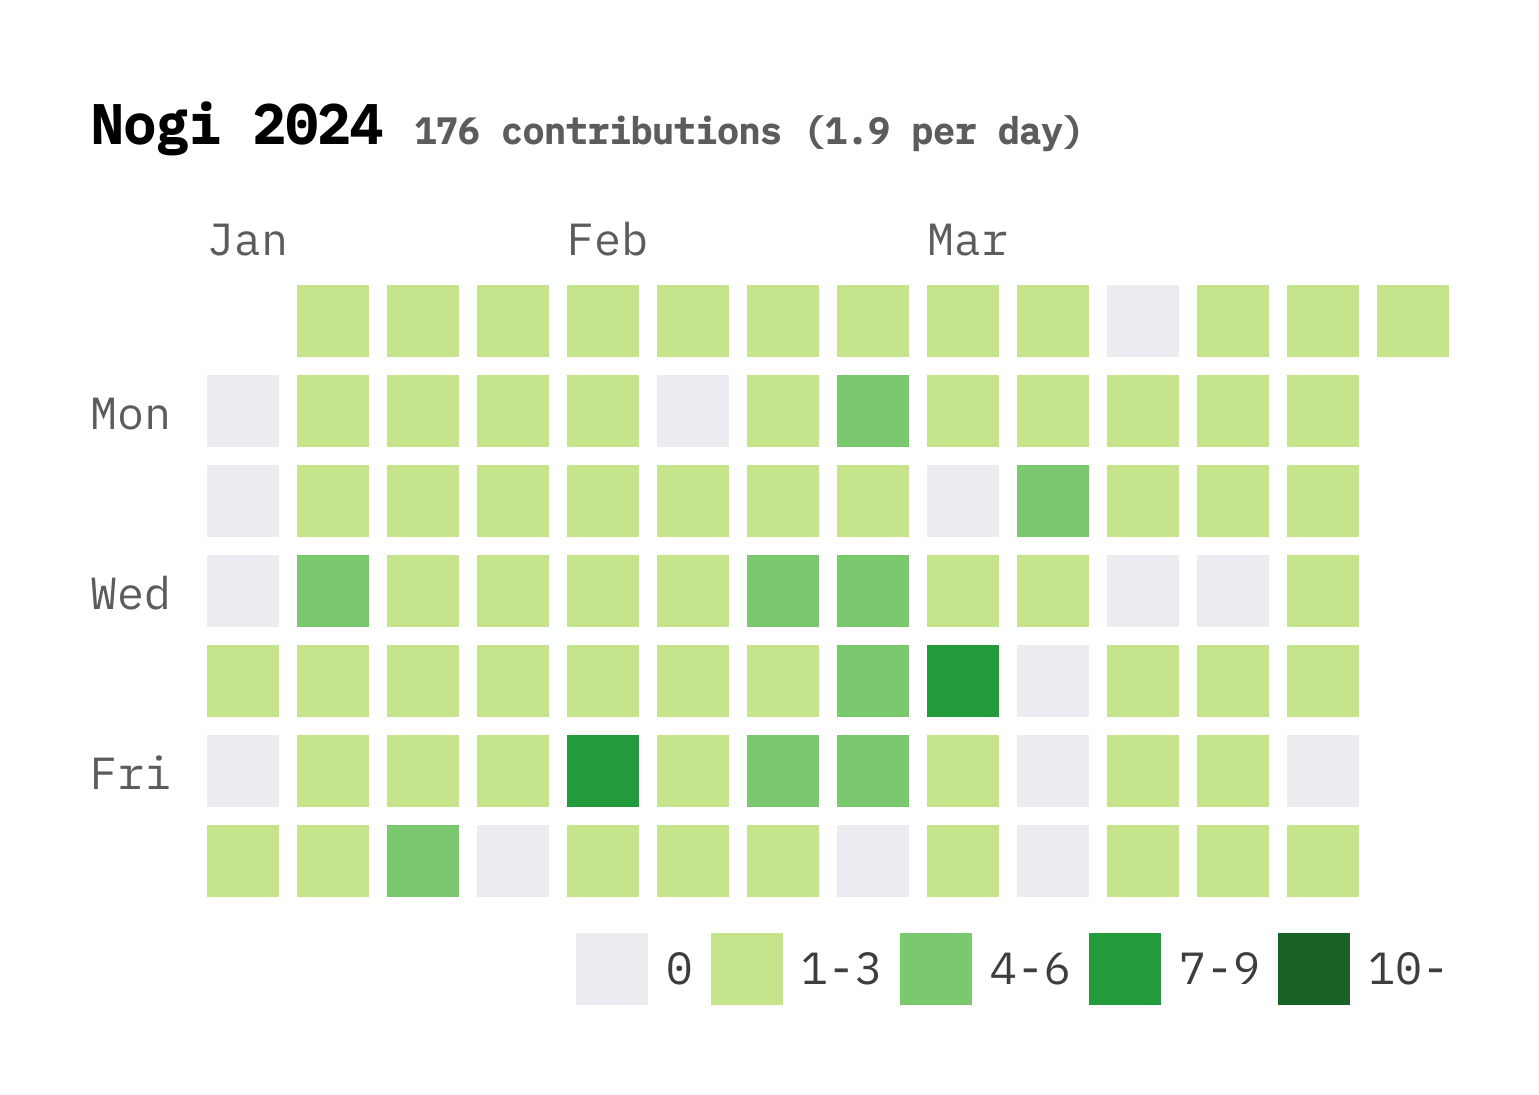 Nogi 2024 176 contributions (1.9 per day)
Jan Feb Mar
Mon
Wed
Fri
0 1-3 4-6 7-9 10-